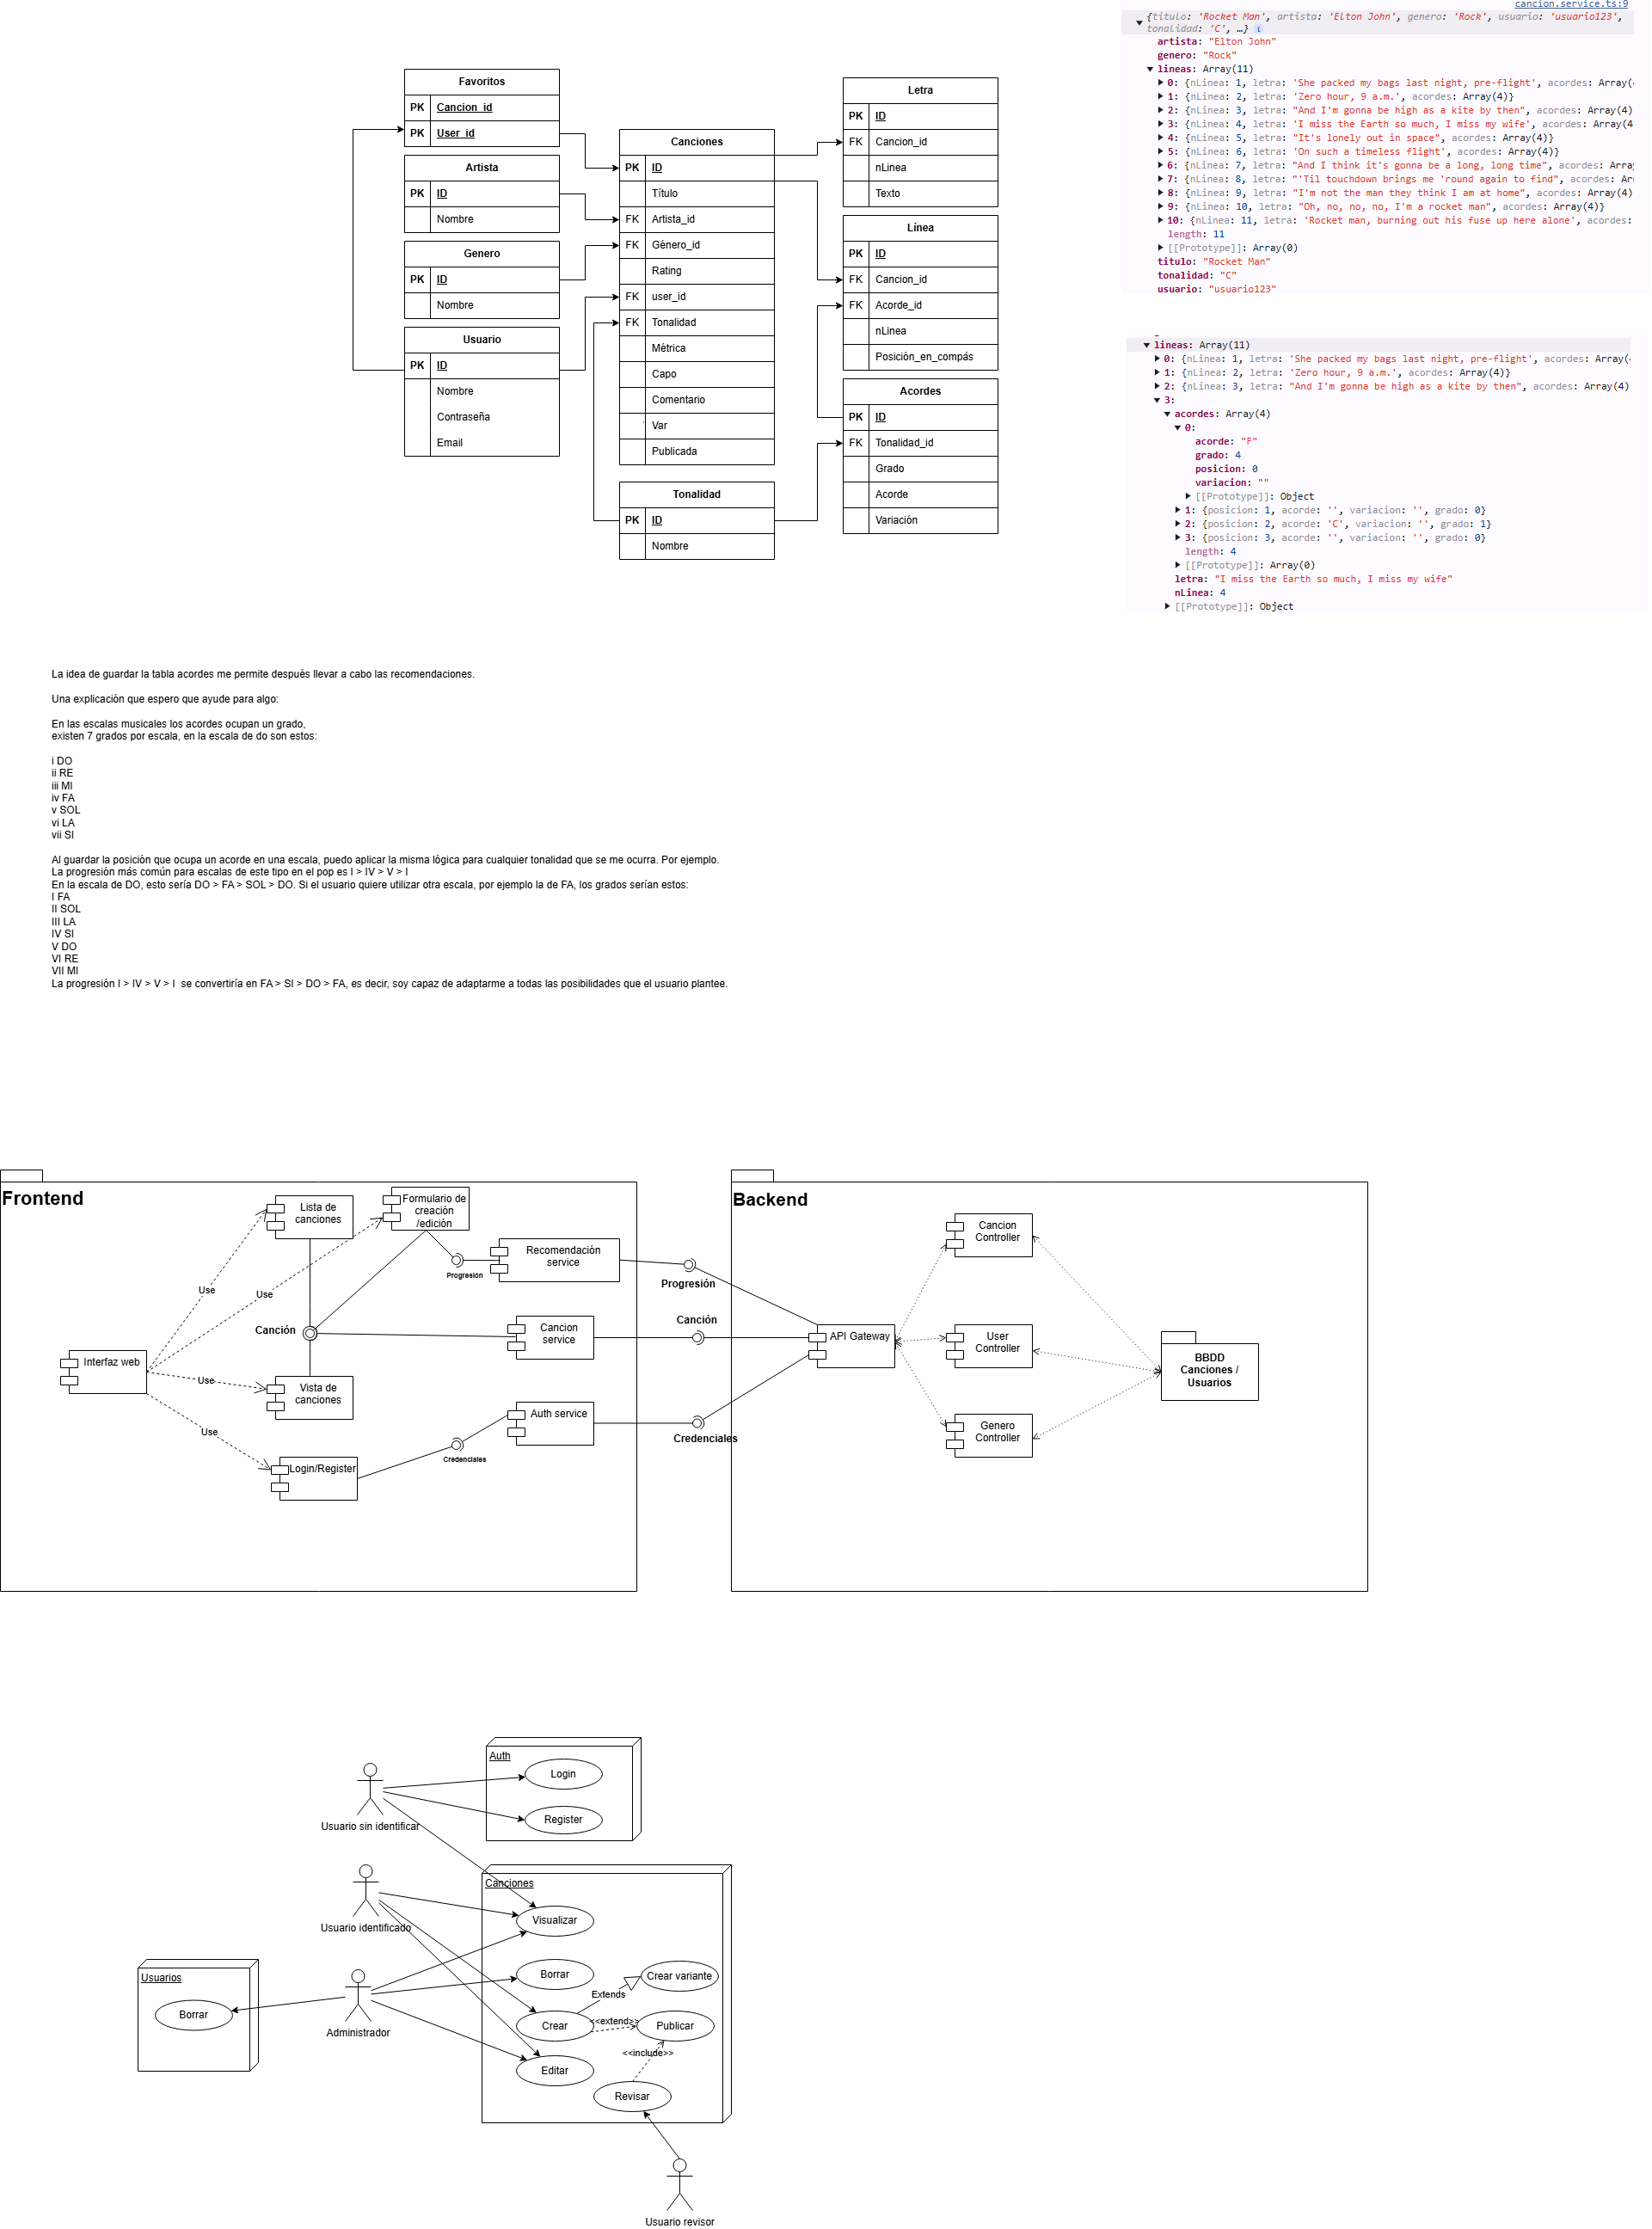 Favoritos
PK Cancion_id
PK User_id
Artista
PK ID
Nombre
Genero
PK ID
Nombre
Usuario
PK ID
Nombre
Contraseña
Email
Canciones
PK ID
Título
FK Artista_id
FK Género_id
Rating
FK user_id
FK Tonalidad
Métrica
Capo
Comentario
Var
Publicada
Tonalidad
PK ID
Nombre
Letra
PK ID
FK Cancion_id
nLinea
Texto
Línea
PK ID
FK Cancion_id
FK Acorde_id
nLinea
Posición_en_compás
Acordes
PK ID
FK Tonalidad_id
Grado
Acorde
Variación
cancion.service.ts:9
{titulo: 'Rocket Man', artista: 'Elton John', genero: 'Rock', usuario: 'usuario123',
tonalidad: 'C', …} i
artista: "Elton John"
genero: "Rock"
lineas: Array(11)
0: {nLinea: 1, letra: 'She packed my bags last night, pre-flight', acordes: Array(
1: {nLinea: 2, letra: 'Zero hour, 9 a.m.', acordes: Array(4)}
2: {nLinea: 3, letra: "And I'm gonna be high as a kite by then", acordes: Array(4)
3: {nLinea: 4, letra: 'I miss the Earth so much, I miss my wife', acordes: Array(4
4: {nLinea: 5, letra: "It's lonely out in space", acordes: Array(4)}
5: {nLinea: 6, letra: 'On such a timeless flight', acordes: Array(4)}
6: {nLinea: 7, letra: "And I think it's gonna be a long, long time", acordes: Arra
7: {nLinea: 8, letra: "'Til touchdown brings me 'round again to find", acordes: Ar
8: {nLinea: 9, letra: "I'm not the man they think I am at home", acordes: Array(4)
9: {nLinea: 10, letra: "Oh, no, no, no, I'm a rocket man", acordes: Array(4)}
10: {nLinea: 11, letra: 'Rocket man, burning out his fuse up here alone', acordes:
length: 11
[[Prototype]]: Array(0)
titulo: "Rocket Man"
tonalidad: "C"
usuario: "usuario123"
lineas: Array(11)
0: {nLinea: 1, letra: 'She packed my bags last night, pre-flight', acordes: Array(
1: {nLinea: 2, letra: 'Zero hour, 9 a.m.', acordes: Array(4)}
2: {nLinea: 3, letra: "And I'm gonna be high as a kite by then", acordes: Array(4)
3:
acordes: Array(4)
0:
acorde: "F"
grado: 4
posicion: 0
variacion: ""
[[Prototype]]: Object
1: {posicion: 1, acorde: '', variacion: '', grado: 0}
2: {posicion: 2, acorde: 'C', variacion: '', grado: 1}
3: {posicion: 3, acorde: '', variacion: '', grado: 0}
length: 4
[[Prototype]]: Array(0)
letra: "I miss the Earth so much, I miss my wife"
nLinea: 4
[[Prototype]]: Object
La idea de guardar la tabla acordes me permite después llevar a cabo las recomendaciones.
Una explicación que espero que ayude para algo:
En las escalas musicales los acordes ocupan un grado,
existen 7 grados por escala, en la escala de do son estos:
i DO
ii RE
iii MI
iv FA
v SOL
vi LA
vii SI
Al guardar la posición que ocupa un acorde en una escala, puedo aplicar la misma lógica para cualquier tonalidad que se me ocurra. Por ejemplo.
La progresión más común para escalas de este tipo en el pop es I > IV > V > I
En la escala de DO, esto sería DO > FA > SOL > DO. Si el usuario quiere utilizar otra escala, por ejemplo la de FA, los grados serían estos:
I FA
II SOL
III LA
IV SI
V DO
VI RE
VII MI
La progresión I > IV > V > I se convertiría en FA > SI > DO > FA, es decir, soy capaz de adaptarme a todas las posibilidades que el usuario plantee.
Frontend
Lista de
canciones
Formulario de
creación
/edición
Recomendación
service
Progresión
Use
Use
Canción
Cancion
service
Interfaz web
Use
Vista de
canciones
Use
Auth service
Login/Register
Credenciales
Progresión
Canción
Credenciales
Backend
API Gateway
Cancion
Controller
User
Controller
Genero
Controller
BBDD
Canciones /
Usuarios
Auth
Login
Register
Usuario sin identificar
Usuario identificado
Canciones
Visualizar
Borrar
Crear variante
Extends
Crear
<<extend>>
Publicar
<<include>>
Editar
Revisar
Usuarios
Borrar
Administrador
Usuario revisor